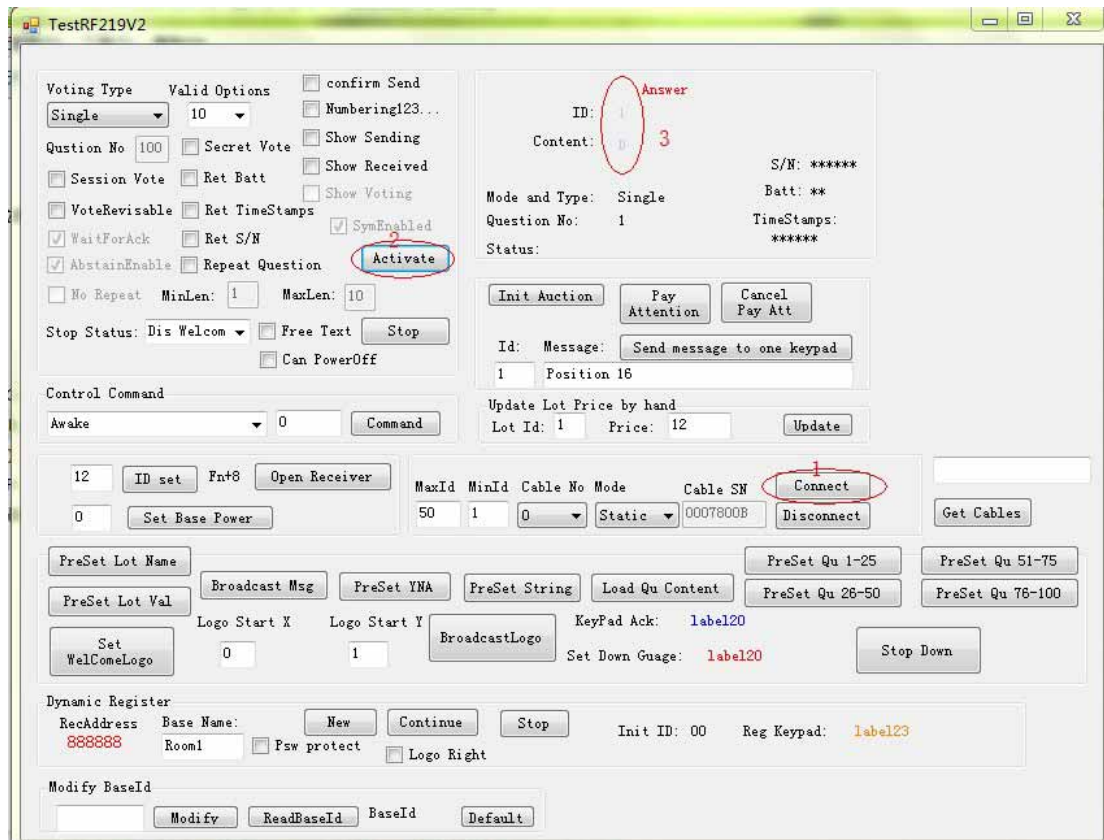 TestRF219V2
Voting Type Valid Options
Single 10
Qustion No 100 Secret Vote
Session Vote Ret Batt
VoteRevisable Ret TimeStamps
WaitForAck Ret S/N
AbstainEnable Repeat Question
No Repeat MinLen: 1 MaxLen: 10
Stop Status: Dis Welcom Free Text Stop
Can PowerOff
confirm Send
Numbering123...
Show Sending
Show Received
Show Voting
SymEnabled
2
Activate
Answer
ID: 1
Content: D
3
S/N: ******
Mode and Type: Single Batt: **
Question No: 1 TimeStamps:
******
Status:
Init Auction Pay Attention Cancel Pay Att
Id: Message: Send message to one keypad
1 Position 16
Control Command
Awake 0 Command
Update Lot Price by hand
Lot Id: 1 Price: 12 Update
12 ID set Fn+8 Open Receiver
0 Set Base Power
1
MaxId MinId Cable No Mode Cable SN Connect
50 1 0 Static 0007800B Disconnect
Get Cables
PreSet Lot Name
PreSet Lot Val
Broadcast Msg PreSet YNA PreSet String Load Qu Content
PreSet Qu 1-25 PreSet Qu 51-75
PreSet Qu 26-50 PreSet Qu 76-100
Set WelComeLogo
Logo Start X Logo Start Y
0 1
BroadcastLogo
KeyPad Ack: label20
Set Down Guage: label20
Stop Down
Dynamic Register
RecAddress Base Name: New Continue Stop Init ID: 00 Reg Keypad: label23
888888 Room1 Psw protect Logo Right
Modify BaseId
Modify ReadBaseId BaseId Default